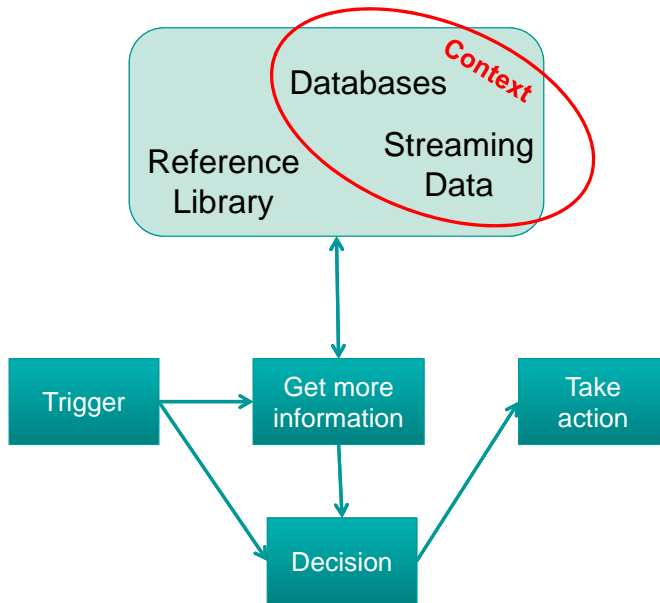 Context
Databases
Streaming
Data
Reference
Library
Trigger
Get more
information
Take
action
Decision